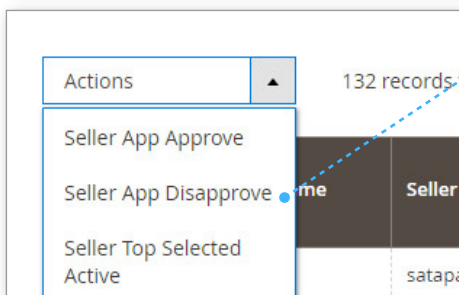 Actions
132 records
Seller App Approve
Seller App Disapprove
me
Seller
Seller Top Selected
Active
satapa